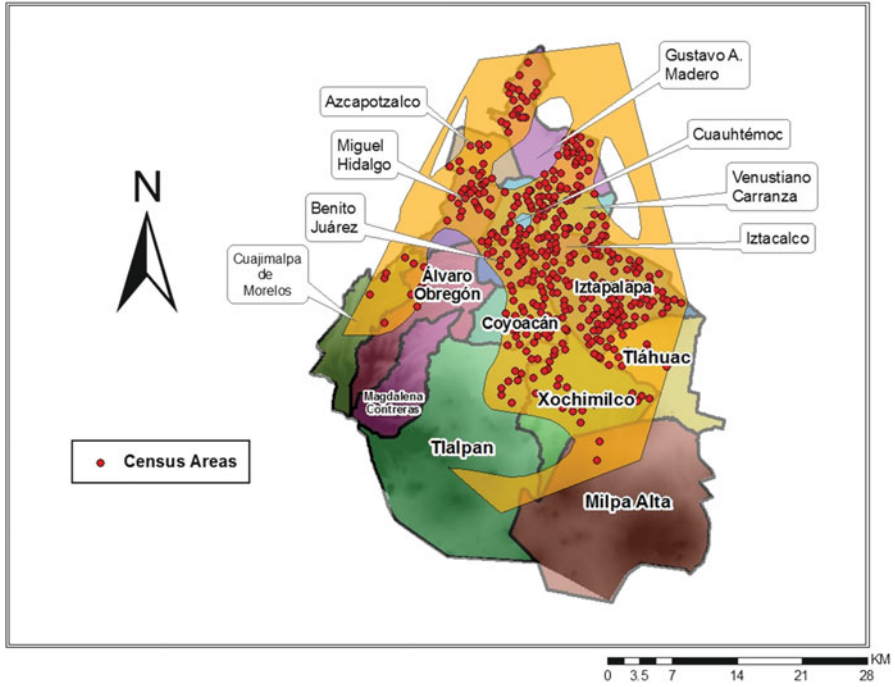 Gustavo A.
Madero
Azcapotzalco
Miguel
Hidalgo
Cuauhtémoc
Venustiano
Carranza
Benito
Juárez
Iztacalco
Cuajimalpa
de
Morelos
N
Álvaro
Obregón
Iztapalapa
Coyoacán
Tláhuac
Magdalena
Contreras
Xochimilco
Tlalpan
Census Areas
Milpa Alta
KM
0 3.5 7 14 21 28